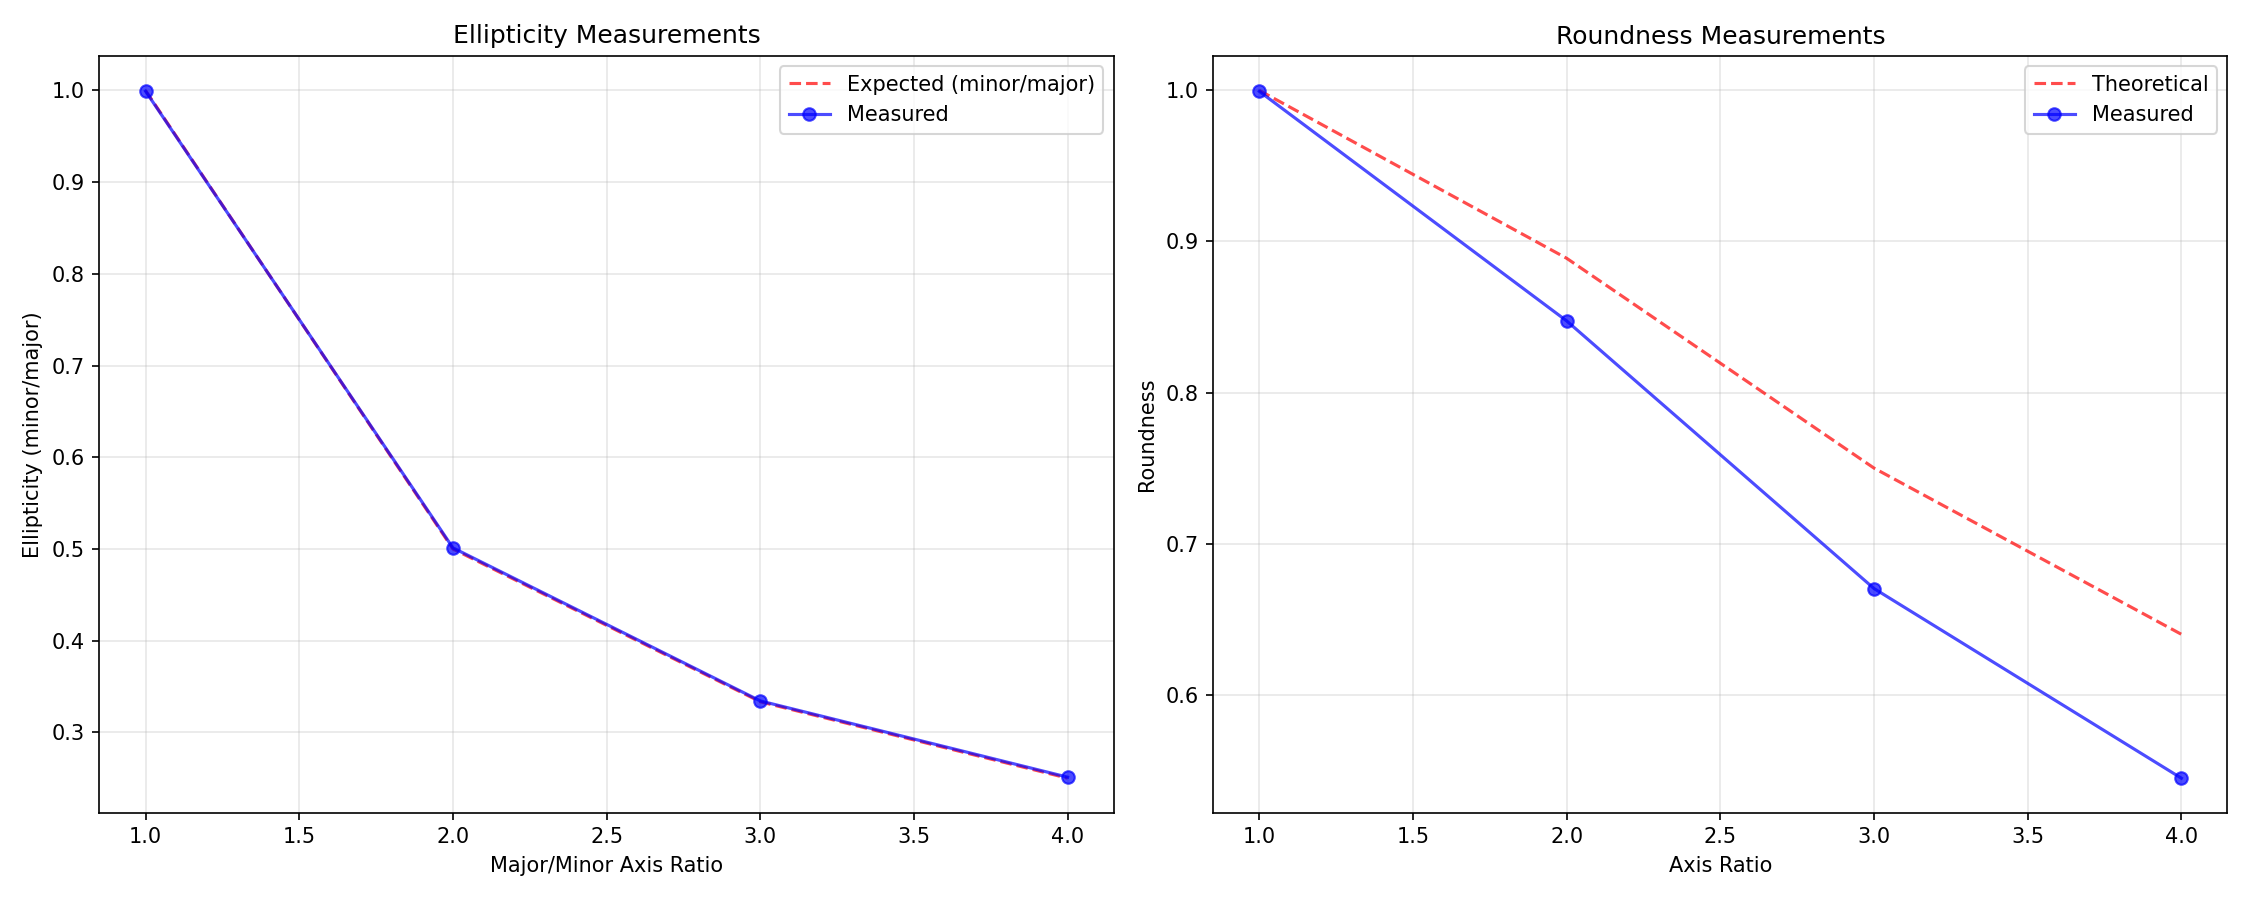 Ellipticity Measurements
Expected (minor/major)
Measured
Ellipticity (minor/major)
1.0
0.9
0.8
0.7
0.6
0.5
0.4
0.3
1.0 1.5 2.0 2.5 3.0 3.5 4.0
Major/Minor Axis Ratio
Roundness Measurements
Theoretical
Measured
Roundness
1.0
0.9
0.8
0.7
0.6
1.0 1.5 2.0 2.5 3.0 3.5 4.0
Axis Ratio